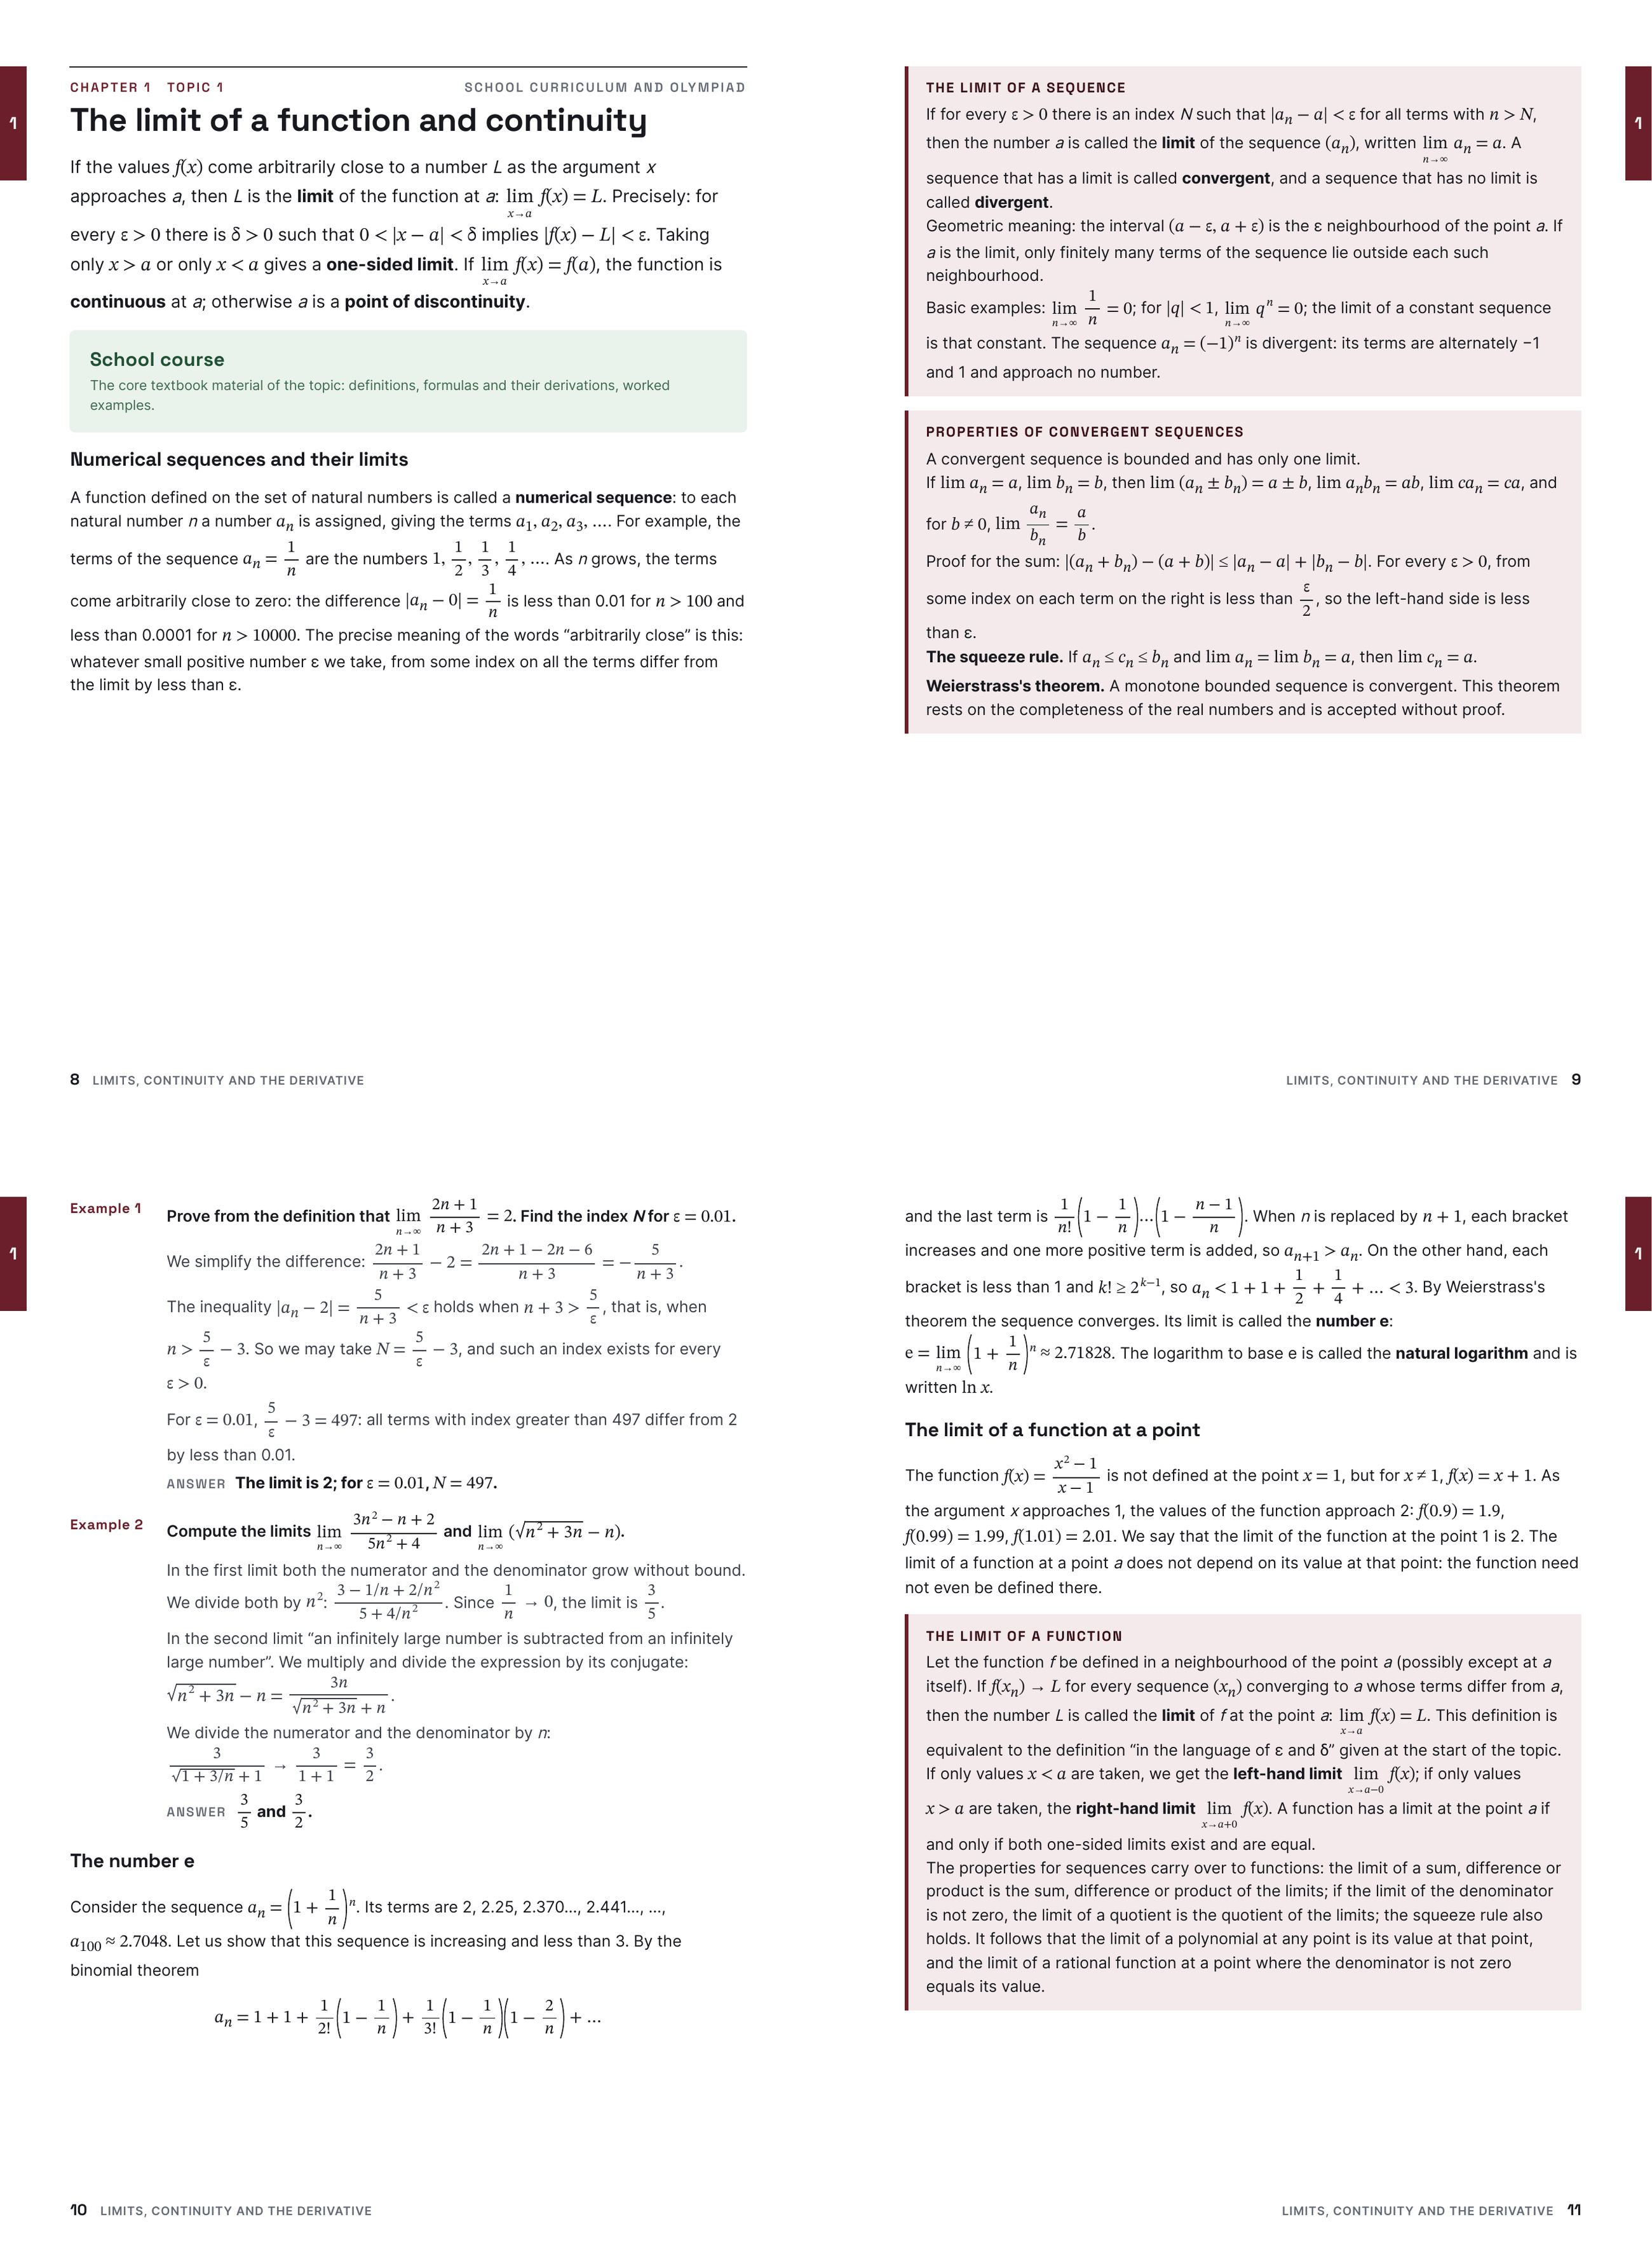 1
CHAPTER 1 TOPIC 1 SCHOOL CURRICULUM AND OLYMPIAD
The limit of a function and continuity
If the values f(x) come arbitrarily close to a number L as the argument x
approaches a, then L is the limit of the function at a: lim_{x→a} f(x) = L. Precisely: for
every ε > 0 there is δ > 0 such that 0 < |x − a| < δ implies |f(x) − L| < ε. Taking
only x > a or only x < a gives a one-sided limit. If lim_{x→a} f(x) = f(a), the function is
continuous at a; otherwise a is a point of discontinuity.
School course
The core textbook material of the topic: definitions, formulas and their derivations, worked
examples.
Numerical sequences and their limits
A function defined on the set of natural numbers is called a numerical sequence: to each
natural number n a number a_n is assigned, giving the terms a_1, a_2, a_3, .... For example, the
terms of the sequence a_n = 1/n are the numbers 1, 1/2, 1/3, 1/4, .... As n grows, the terms
come arbitrarily close to zero: the difference |a_n − 0| = 1/n is less than 0.01 for n > 100 and
less than 0.0001 for n > 10000. The precise meaning of the words “arbitrarily close” is this:
whatever small positive number ε we take, from some index on all the terms differ from
the limit by less than ε.
8 LIMITS, CONTINUITY AND THE DERIVATIVE
1
THE LIMIT OF A SEQUENCE
If for every ε > 0 there is an index N such that |a_n − a| < ε for all terms with n > N,
then the number a is called the limit of the sequence (a_n), written lim_{n→∞} a_n = a. A
sequence that has a limit is called convergent, and a sequence that has no limit is
called divergent.
Geometric meaning: the interval (a − ε, a + ε) is the ε neighbourhood of the point a. If
a is the limit, only finitely many terms of the sequence lie outside each such
neighbourhood.
Basic examples: lim_{n→∞} 1/n = 0; for |q| < 1, lim_{n→∞} q^n = 0; the limit of a constant sequence
is that constant. The sequence a_n = (−1)^n is divergent: its terms are alternately −1
and 1 and approach no number.
PROPERTIES OF CONVERGENT SEQUENCES
A convergent sequence is bounded and has only one limit.
If lim a_n = a, lim b_n = b, then lim (a_n ± b_n) = a ± b, lim a_n b_n = ab, lim ca_n = ca, and
for b ≠ 0, lim a_n/b_n = a/b.
Proof for the sum: |(a_n + b_n) − (a + b)| ≤ |a_n − a| + |b_n − b|. For every ε > 0, from
some index on each term on the right is less than ε/2, so the left-hand side is less
than ε.
The squeeze rule. If a_n ≤ c_n ≤ b_n and lim a_n = lim b_n = a, then lim c_n = a.
Weierstrass's theorem. A monotone bounded sequence is convergent. This theorem
rests on the completeness of the real numbers and is accepted without proof.
LIMITS, CONTINUITY AND THE DERIVATIVE 9
1
Example 1 Prove from the definition that lim_{n→∞} (2n + 1)/(n + 3) = 2. Find the index N for ε = 0.01.
We simplify the difference: (2n + 1)/(n + 3) − 2 = (2n + 1 − 2n − 6)/(n + 3) = −5/(n + 3).
The inequality |a_n − 2| = 5/(n + 3) < ε holds when n + 3 > 5/ε, that is, when
n > 5/ε − 3. So we may take N = 5/ε − 3, and such an index exists for every
ε > 0.
For ε = 0.01, 5/ε − 3 = 497: all terms with index greater than 497 differ from 2
by less than 0.01.
ANSWER The limit is 2; for ε = 0.01, N = 497.
Example 2 Compute the limits lim_{n→∞} (3n² − n + 2)/(5n² + 4) and lim_{n→∞} (√(n² + 3n) − n).
In the first limit both the numerator and the denominator grow without bound.
We divide both by n²: (3 − 1/n + 2/n²)/(5 + 4/n²). Since 1/n → 0, the limit is 3/5.
In the second limit “an infinitely large number is subtracted from an infinitely
large number”. We multiply and divide the expression by its conjugate:
√(n² + 3n) − n = 3n/(√(n² + 3n) + n).
We divide the numerator and the denominator by n:
3/(√(1 + 3/n) + 1) → 3/(1 + 1) = 3/2.
ANSWER 3/5 and 3/2.
The number e
Consider the sequence a_n = (1 + 1/n)^n. Its terms are 2, 2.25, 2.370..., 2.441..., ...,
a_100 ≈ 2.7048. Let us show that this sequence is increasing and less than 3. By the
binomial theorem
a_n = 1 + 1 + 1/2!(1 − 1/n) + 1/3!(1 − 1/n)(1 − 2/n) + ...
10 LIMITS, CONTINUITY AND THE DERIVATIVE
1
and the last term is 1/n!(1 − 1/n)...(1 − (n − 1)/n). When n is replaced by n + 1, each bracket
increases and one more positive term is added, so a_{n+1} > a_n. On the other hand, each
bracket is less than 1 and k! ≥ 2^{k−1}, so a_n < 1 + 1 + 1/2 + 1/4 + ... < 3. By Weierstrass's
theorem the sequence converges. Its limit is called the number e:
e = lim_{n→∞} (1 + 1/n)^n ≈ 2.71828. The logarithm to base e is called the natural logarithm and is
written ln x.
The limit of a function at a point
The function f(x) = (x² − 1)/(x − 1) is not defined at the point x = 1, but for x ≠ 1, f(x) = x + 1. As
the argument x approaches 1, the values of the function approach 2: f(0.9) = 1.9,
f(0.99) = 1.99, f(1.01) = 2.01. We say that the limit of the function at the point 1 is 2. The
limit of a function at a point a does not depend on its value at that point: the function need
not even be defined there.
THE LIMIT OF A FUNCTION
Let the function f be defined in a neighbourhood of the point a (possibly except at a
itself). If f(x_n) → L for every sequence (x_n) converging to a whose terms differ from a,
then the number L is called the limit of f at the point a: lim_{x→a} f(x) = L. This definition is
equivalent to the definition “in the language of ε and δ” given at the start of the topic.
If only values x < a are taken, we get the left-hand limit lim_{x→a−0} f(x); if only values
x > a are taken, the right-hand limit lim_{x→a+0} f(x). A function has a limit at the point a if
and only if both one-sided limits exist and are equal.
The properties for sequences carry over to functions: the limit of a sum, difference or
product is the sum, difference or product of the limits; if the limit of the denominator
is not zero, the limit of a quotient is the quotient of the limits; the squeeze rule also
holds. It follows that the limit of a polynomial at any point is its value at that point,
and the limit of a rational function at a point where the denominator is not zero
equals its value.
LIMITS, CONTINUITY AND THE DERIVATIVE 11